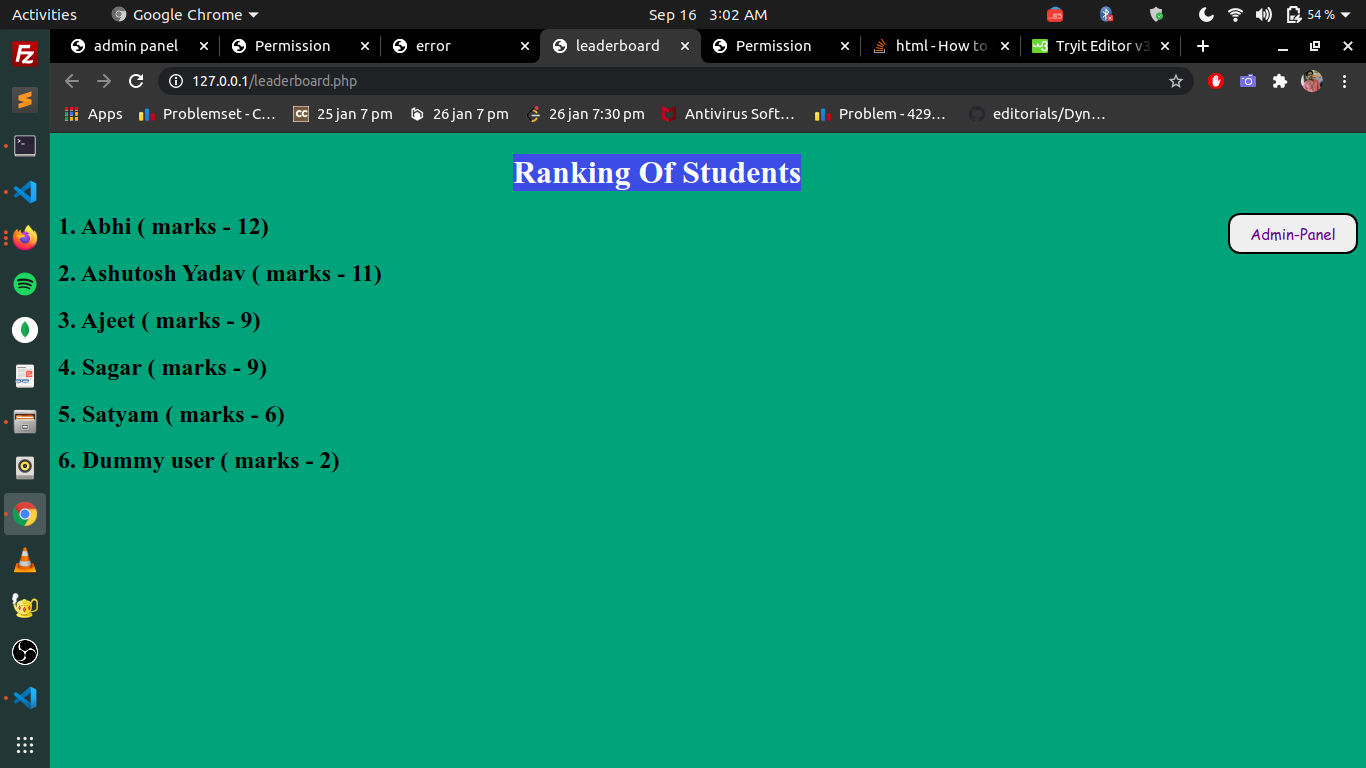 Activities Google Chrome Sep 16 3:02 AM 54 %
admin panel Permission error leaderboard Permission html - How to Tryit Editor v3
127.0.0.1/leaderboard.php
Apps Problemset - C… 25 jan 7 pm 26 jan 7 pm 26 jan 7:30 pm Antivirus Soft… Problem - 429… editorials/Dyn…
Ranking Of Students
1. Abhi ( marks - 12)
Admin-Panel
2. Ashutosh Yadav ( marks - 11)
3. Ajeet ( marks - 9)
4. Sagar ( marks - 9)
5. Satyam ( marks - 6)
6. Dummy user ( marks - 2)